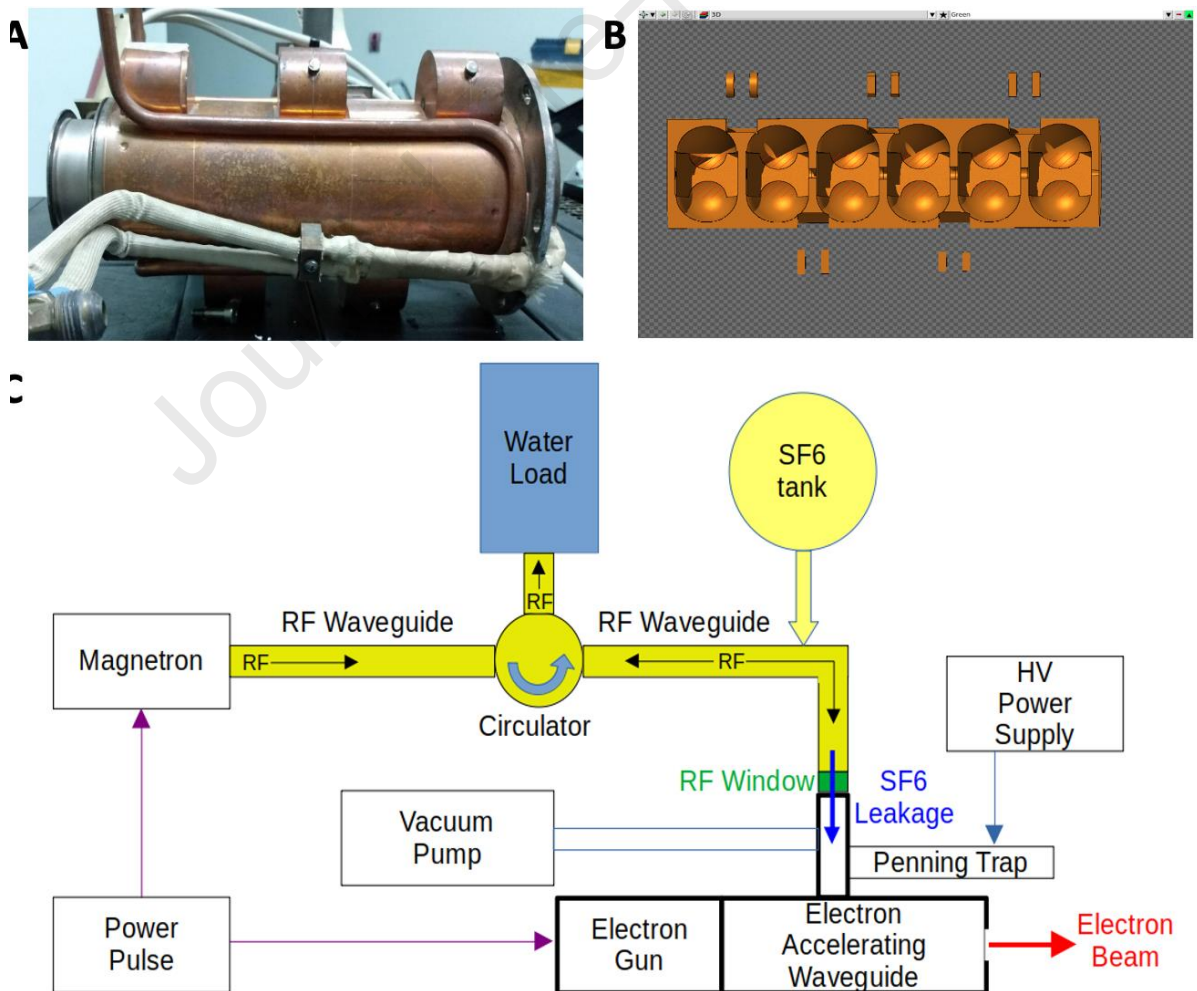 A
B
3D
Green
C
Water
Load
SF6
tank
RF
RF Waveguide
RF Waveguide
Magnetron
RF
RF
Circulator
HV
Power
Supply
RF Window
SF6
Leakage
Vacuum
Pump
Penning Trap
Power
Pulse
Electron
Gun
Electron
Accelerating
Waveguide
Electron
Beam